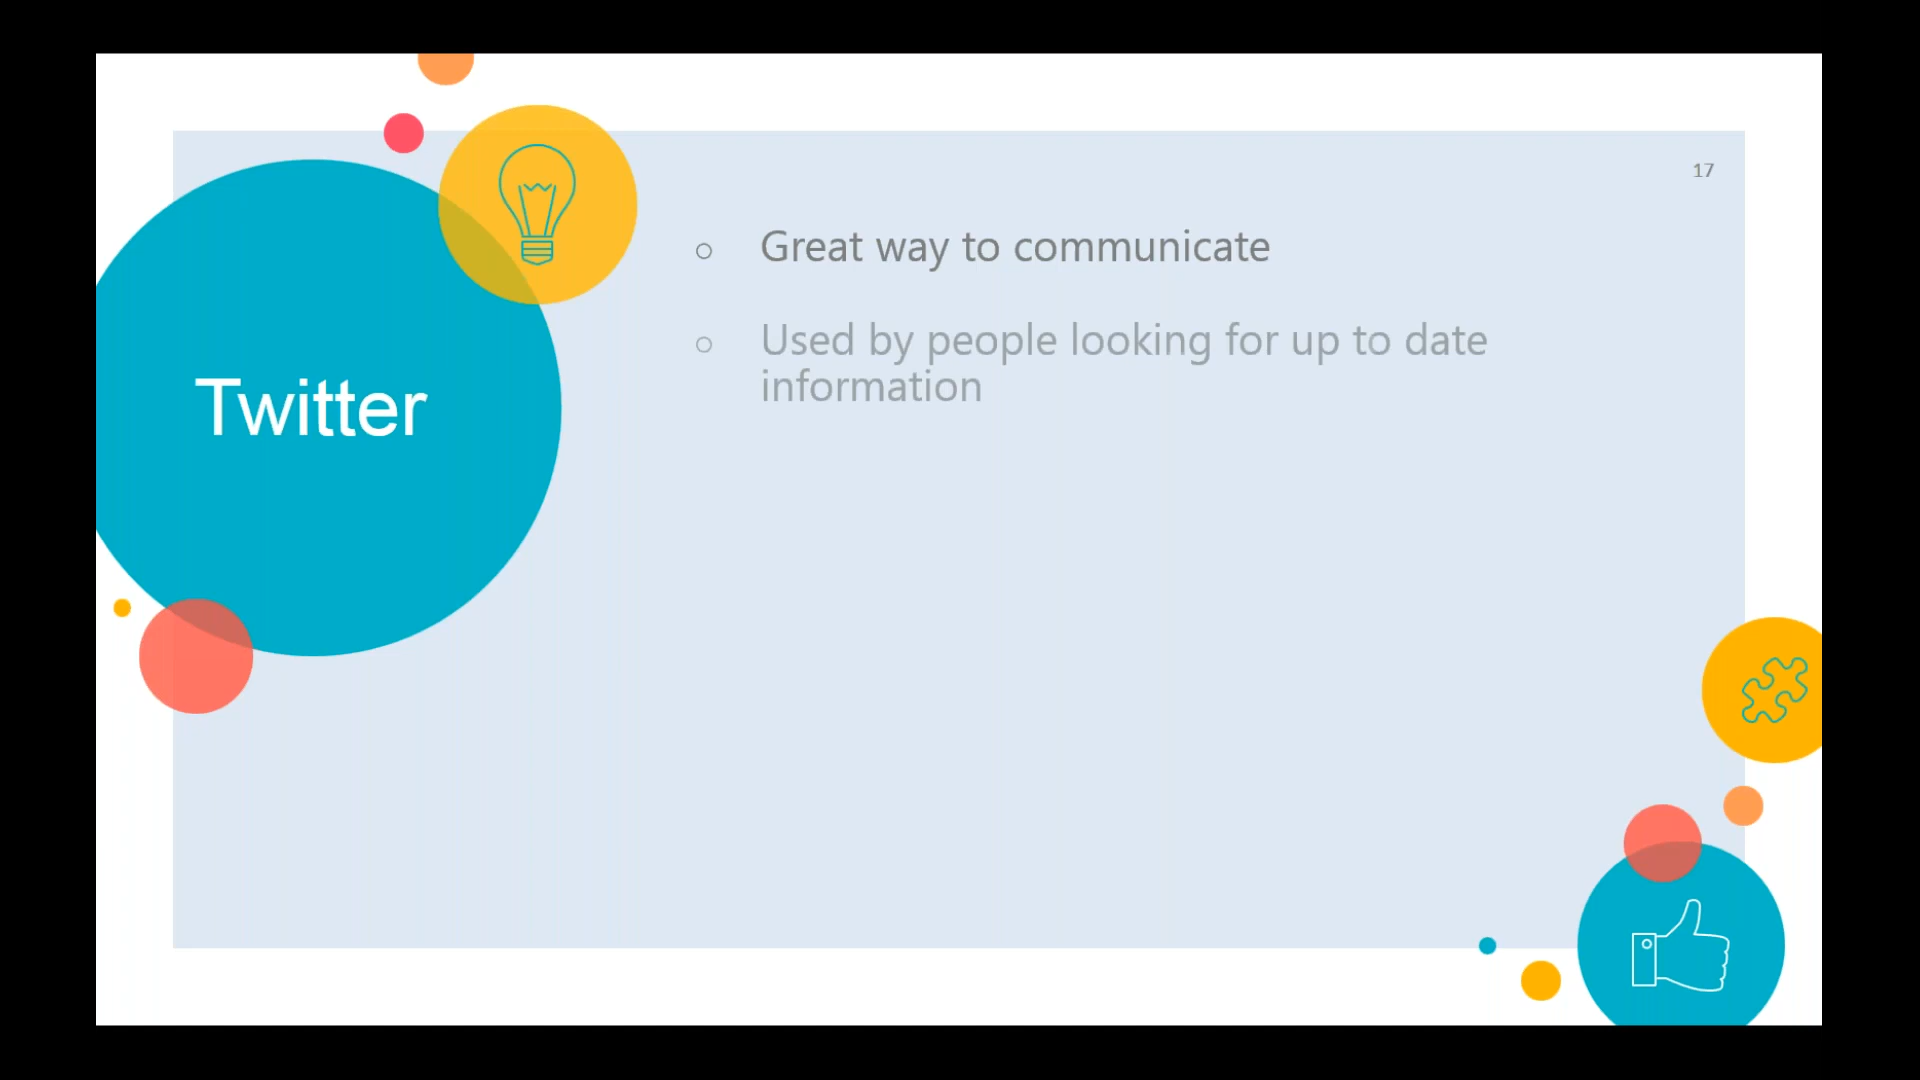 17
Twitter
○ Great way to communicate
○ Used by people looking for up to date
information